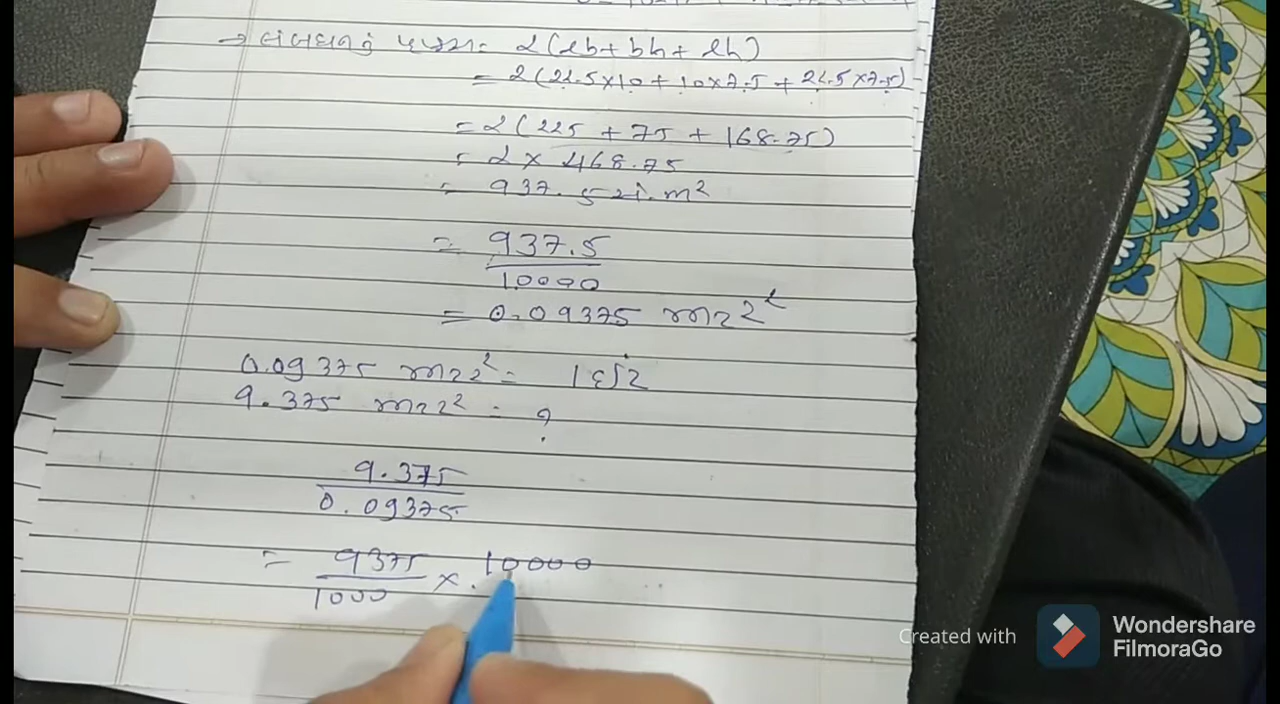 → લંબઘનનું પૃષ્ઠફળ = 2(lb+bh+lh)
= 2(22.5×10 + 10×7.5 + 22.5×7.5)
= 2(225 + 75 + 168.75)
= 2 × 468.75
= 937.5 સેમી²
= 937.5
10000
= 0.09375 મીટર²
0.09375 મીટર² = 1 ઈંટ
9.375 મીટર² = ?
9.375
0.09375
= 9375 × 10000
1000
Created with
Wondershare
FilmoraGo